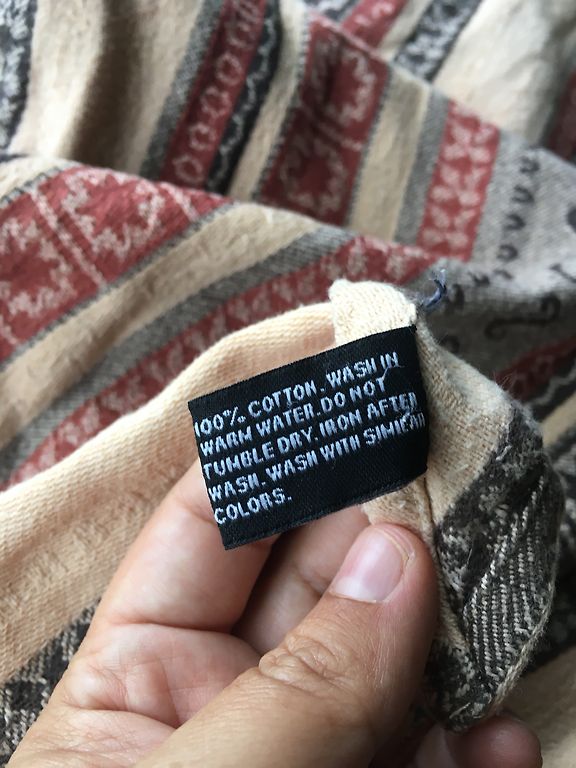 100% COTTON. WASH IN
WARM WATER. DO NOT
TUMBLE DRY. IRON AFTER
WASH. WASH WITH SIMILAR
COLORS.